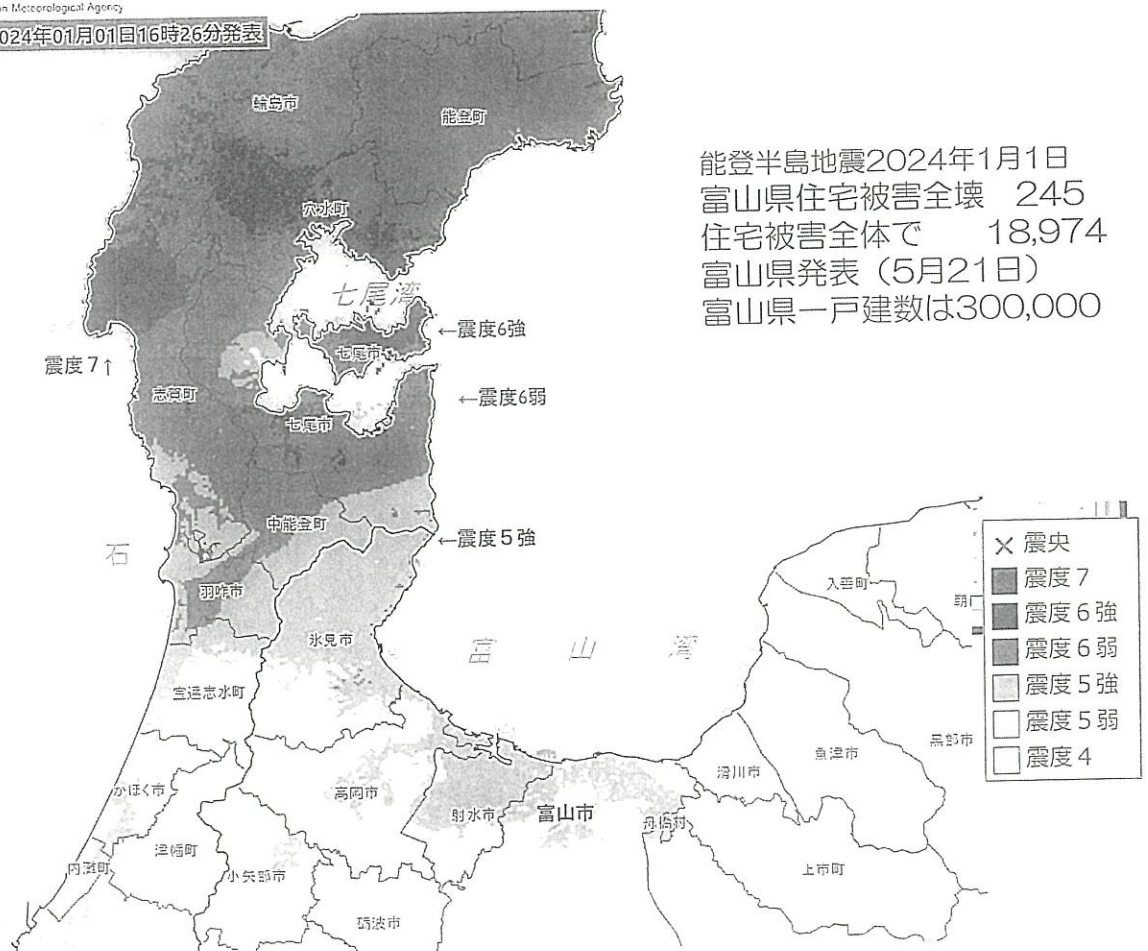 n Meteorological Agency
024年01月01日16時26分発表
輪島市
能登町
穴水町
七尾湾
←震度6強
七尾市
震度7↑
志賀町
←震度6弱
七尾市
中能登町
←震度5強
石
羽咋市
氷見市
富山湾
宝達志水町
入善町
朝
黒部市
魚津市
滑川市
かほく市
高岡市
射水市
富山市
舟橋村
津幡町
内灘町
小矢部市
上市町
砺波市
能登半島地震2024年1月1日
富山県住宅被害全壊 245
住宅被害全体で 18,974
富山県発表（5月21日）
富山県一戸建数は300,000
× 震央
震度7
震度6強
震度6弱
震度5強
震度5弱
震度4